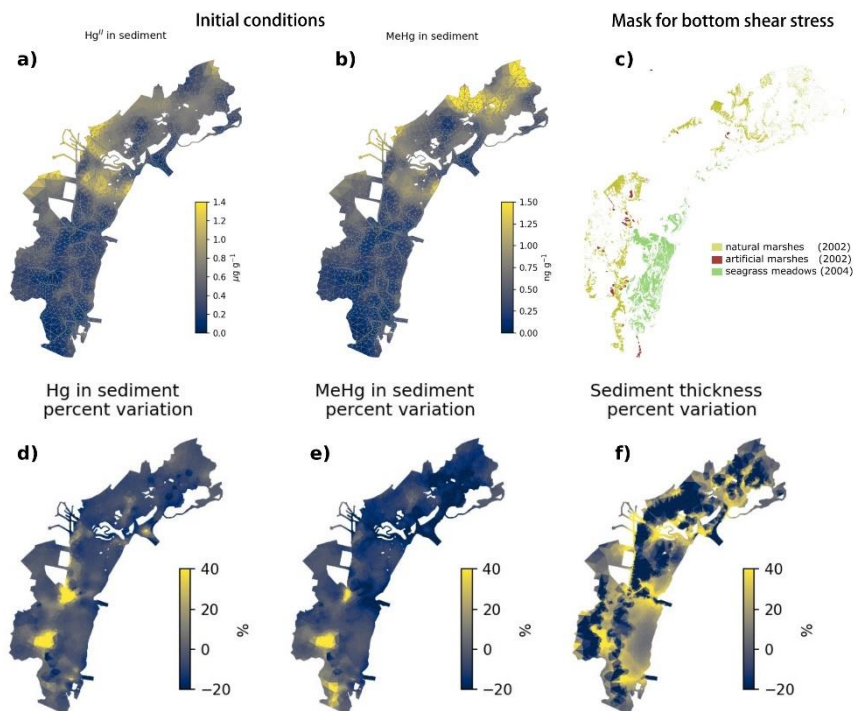 Initial conditions
Mask for bottom shear stress
Hg^II in sediment
MeHg in sediment
a)
b)
c)
1.4
1.2
1.0
0.8
0.6
0.4
0.2
0.0
μg g⁻¹
1.50
1.25
1.00
0.75
0.50
0.25
0.00
ng g⁻¹
natural marshes (2002)
artificial marshes (2002)
seagrass meadows (2004)
Hg in sediment
percent variation
MeHg in sediment
percent variation
Sediment thickness
percent variation
d)
e)
f)
40
20
0
−20
%
40
20
0
−20
%
40
20
0
−20
%